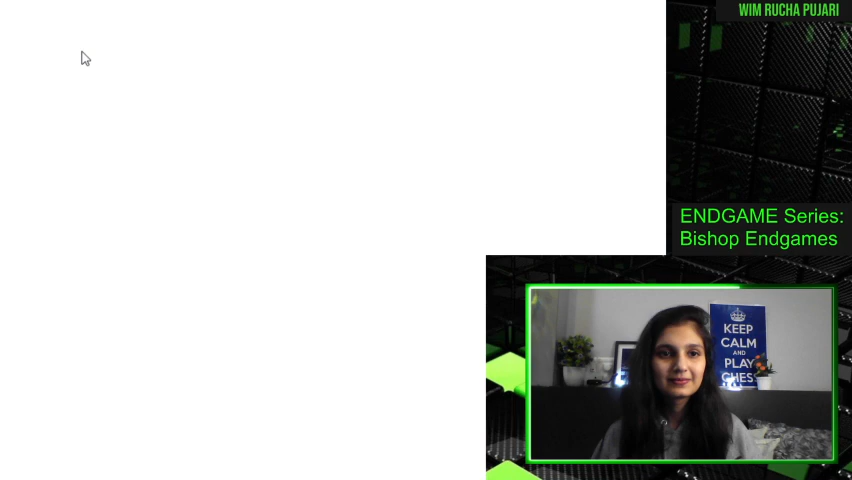 WIM RUCHA PUJARI
ENDGAME Series:
Bishop Endgames
KEEP
CALM
AND
PLAY
CHESS